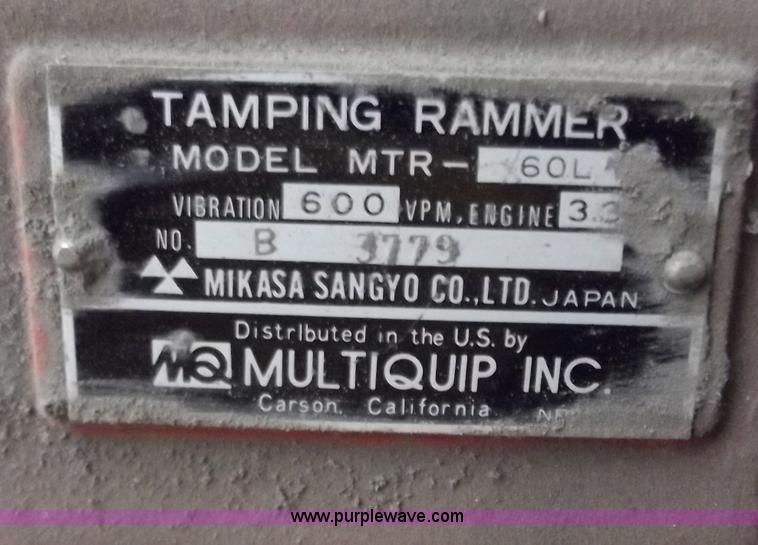 TAMPING RAMMER
MODEL MTR- 60L
VIBRATION 600 VPM, ENGINE 3.3
NO. B 3779
MIKASA SANGYO CO.,LTD. JAPAN
Distributed in the U.S. by
MQ MULTIQUIP INC.
Carson, California
www.purplewave.com